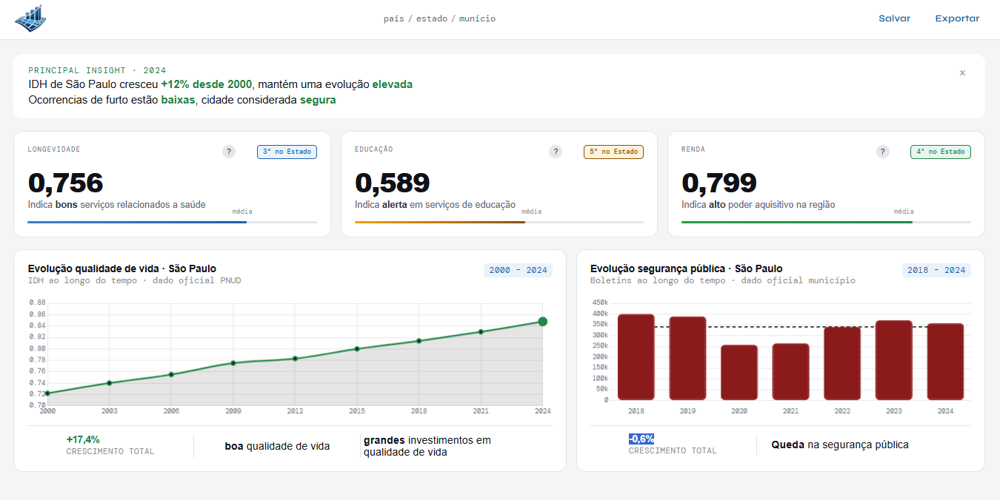 país / estado / munício
Salvar
Exportar
PRINCIPAL INSIGHT · 2024
×
IDH de São Paulo cresceu +12% desde 2000, mantém uma evolução elevada
Ocorrencias de furto estão baixas, cidade considerada segura
LONGEVIDADE
?
3° no Estado
0,756
Indica bons serviços relacionados a saúde
média
EDUCAÇÃO
?
5° no Estado
0,589
Indica alerta em serviços de educação
média
RENDA
?
4° no Estado
0,799
Indica alto poder aquisitivo na região
média
Evolução qualidade de vida · São Paulo
2000 - 2024
IDH ao longo do tempo · dado oficial PNUD
0.88
0.86
0.84
0.82
0.80
0.78
0.76
0.74
0.72
0.70
2000 2003 2006 2009 2012 2015 2018 2021 2024
+17,4%
CRESCIMENTO TOTAL
boa qualidade de vida
grandes investimentos em
qualidade de vida
Evolução segurança pública · São Paulo
2018 - 2024
Boletins ao longo do tempo · dado oficial município
450k
400k
350k
300k
250k
200k
150k
100k
50k
0
2018 2019 2020 2021 2022 2023 2024
-0,6%
CRESCIMENTO TOTAL
Queda na segurança pública